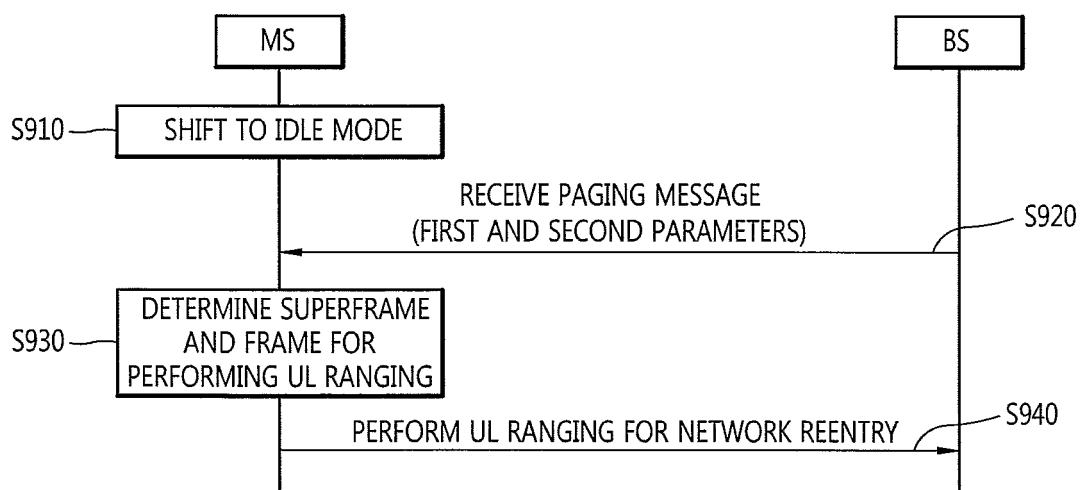 MS
BS
S910
SHIFT TO IDLE MODE
RECEIVE PAGING MESSAGE
(FIRST AND SECOND PARAMETERS)
S920
S930
DETERMINE SUPERFRAME
AND FRAME FOR
PERFORMING UL RANGING
PERFORM UL RANGING FOR NETWORK REENTRY
S940